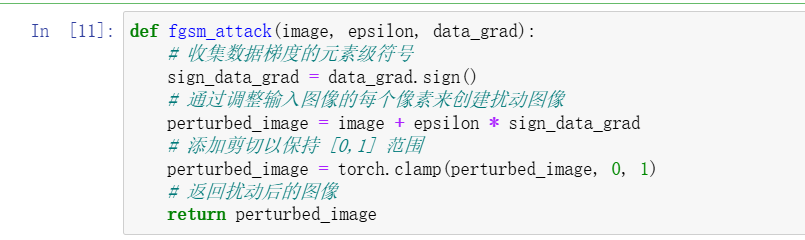 In [11]: def fgsm_attack(image, epsilon, data_grad):
# 收集数据梯度的元素级符号
sign_data_grad = data_grad.sign()
# 通过调整输入图像的每个像素来创建扰动图像
perturbed_image = image + epsilon * sign_data_grad
# 添加剪切以保持 [0,1] 范围
perturbed_image = torch.clamp(perturbed_image, 0, 1)
# 返回扰动后的图像
return perturbed_image